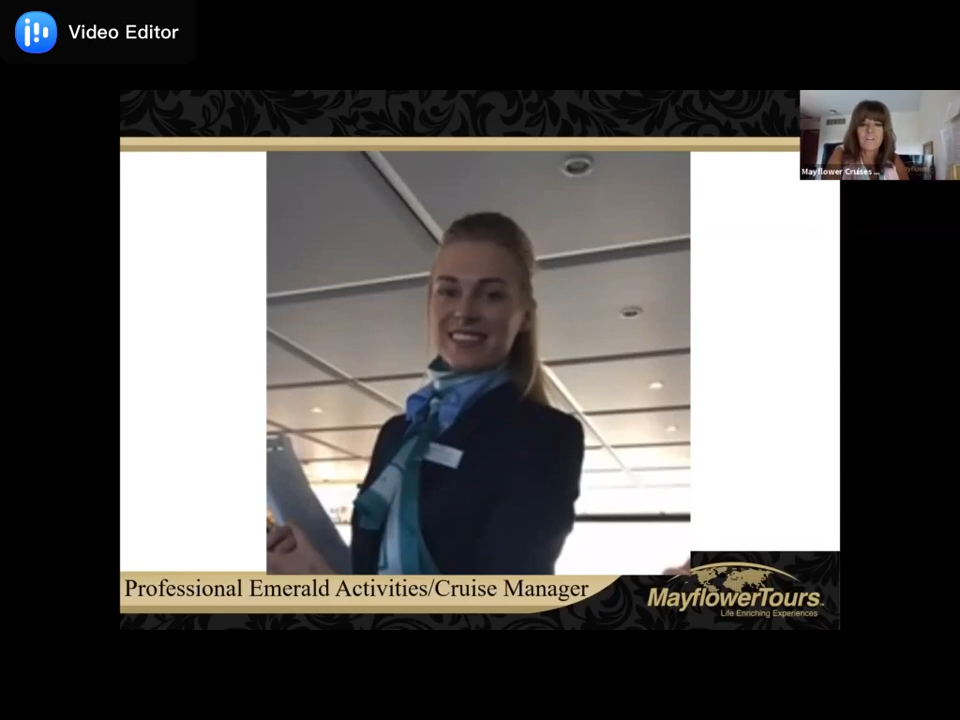 Video Editor
Mayflower Cruises ...
Professional Emerald Activities/Cruise Manager
MayflowerTours
Life Enriching Experiences